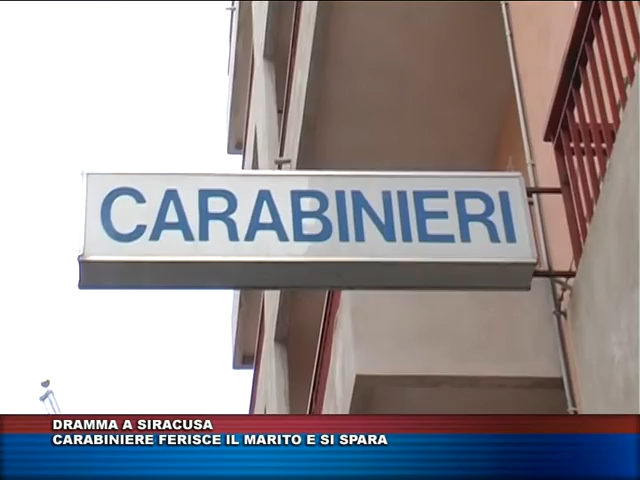 CARABINIERI
DRAMMA A SIRACUSA
CARABINIERE FERISCE IL MARITO E SI SPARA